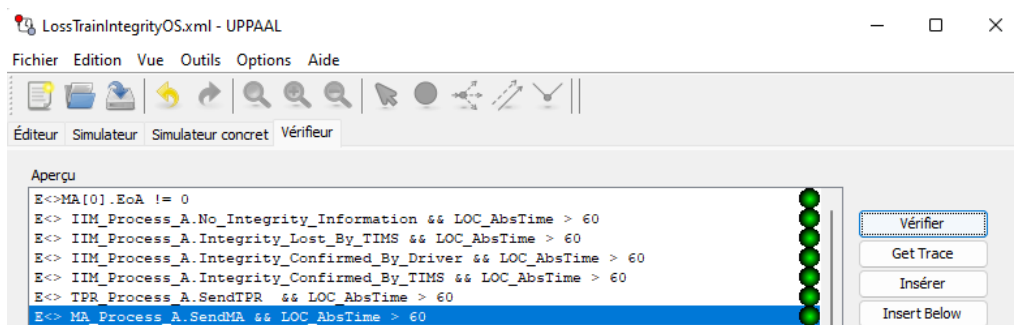 LossTrainIntegrityOS.xml - UPPAAL
Fichier Edition Vue Outils Options Aide
Éditeur Simulateur Simulateur concret Vérifieur
Aperçu
E<>MA[0].EoA != 0
E<> IIM_Process_A.No_Integrity_Information && LOC_AbsTime > 60
E<> IIM_Process_A.Integrity_Lost_By_TIMS && LOC_AbsTime > 60
E<> IIM_Process_A.Integrity_Confirmed_By_Driver && LOC_AbsTime > 60
E<> IIM_Process_A.Integrity_Confirmed_By_TIMS && LOC_AbsTime > 60
E<> TPR_Process_A.SendTPR && LOC_AbsTime > 60
E<> MA_Process_A.SendMA && LOC_AbsTime > 60
Vérifier
Get Trace
Insérer
Insert Below